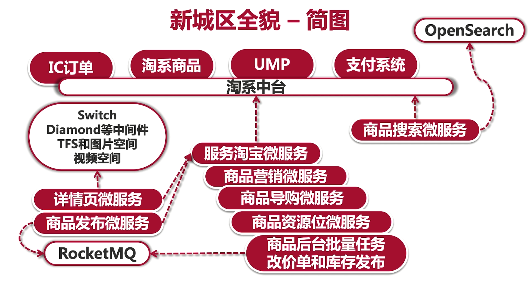 新城区全貌 – 简图
OpenSearch
IC订单
淘系商品
UMP
支付系统
淘系中台
Switch
Diamond等中间件
TFS和图片空间
视频空间
商品搜索微服务
服务淘宝微服务
商品营销微服务
详情页微服务
商品导购微服务
商品发布微服务
商品资源位微服务
RocketMQ
商品后台批量任务
改价单和库存发布